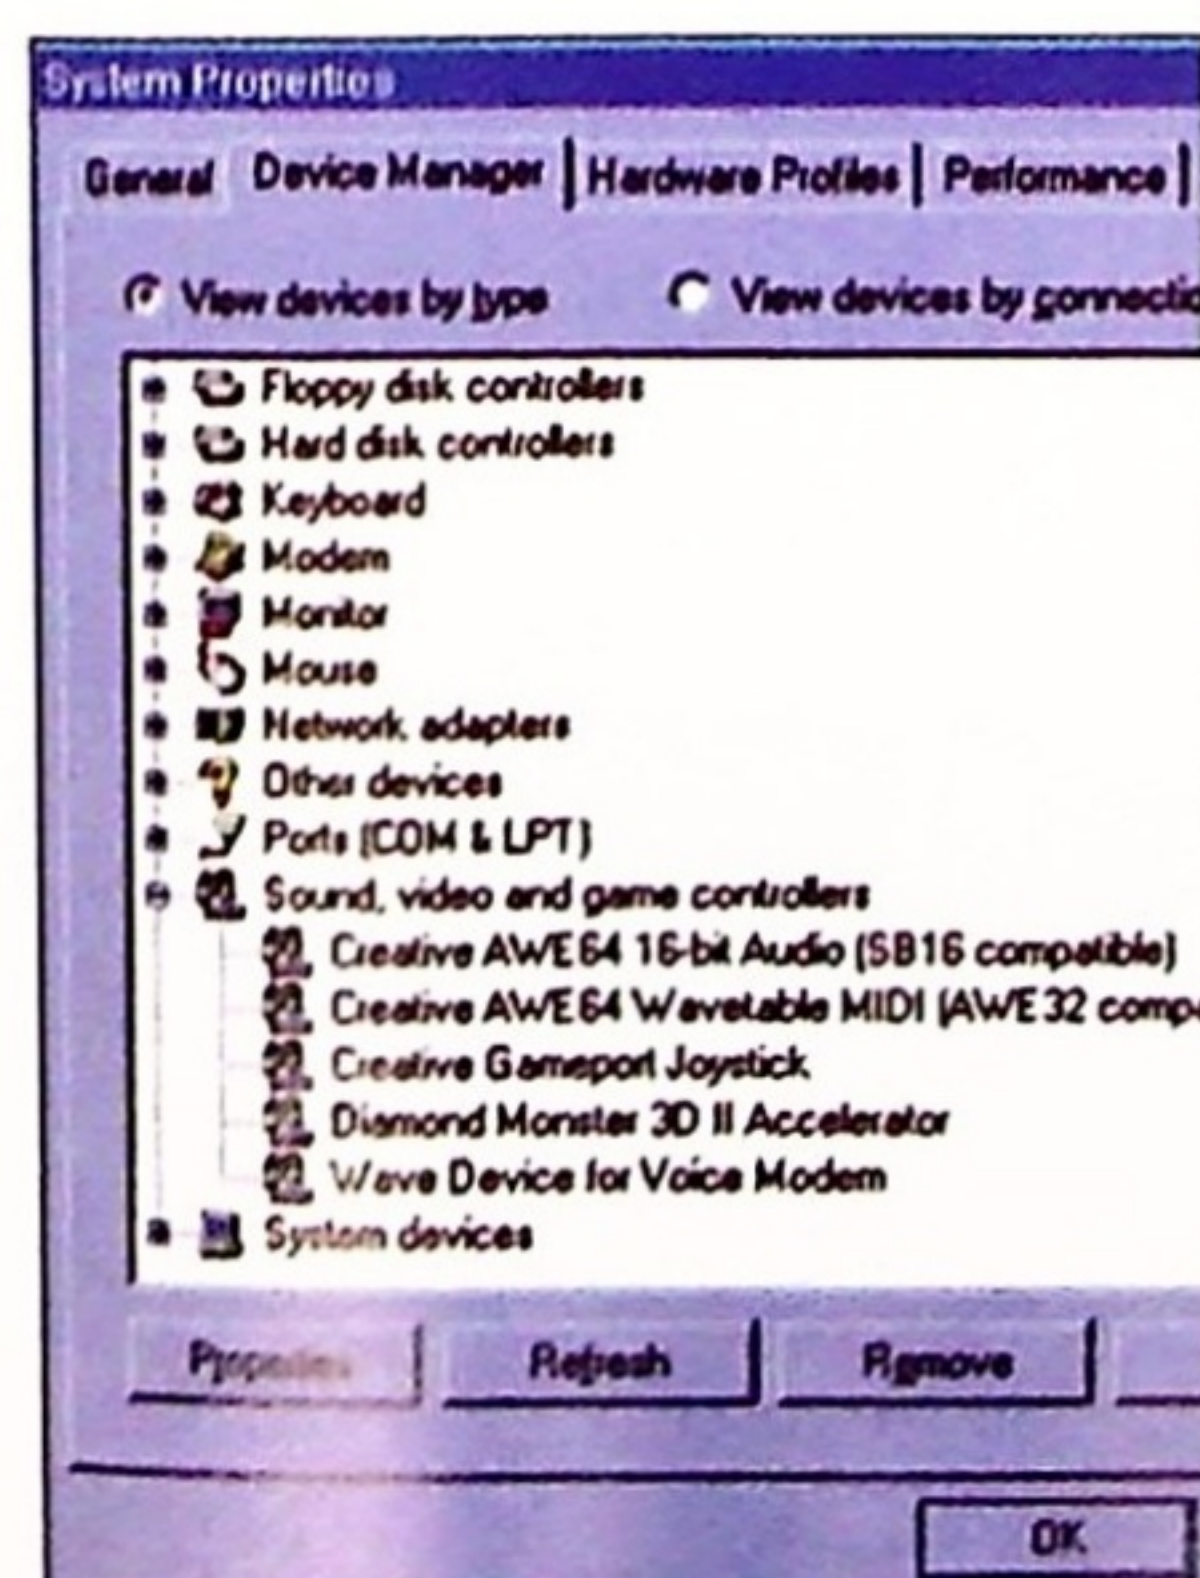 System Properties
General Device Manager Hardware Profiles Performance
View devices by type View devices by connectio
Floppy disk controllers
Hard disk controllers
Keyboard
Modem
Monitor
Mouse
Network adapters
Other devices
Ports (COM & LPT)
Sound, video and game controllers
Creative AWE64 16-bit Audio (SB16 compatible)
Creative AWE64 Wavetable MIDI (AWE32 compa
Creative Gameport Joystick
Diamond Monster 3D II Accelerator
Wave Device for Voice Modem
System devices
Properties Refresh Remove
OK